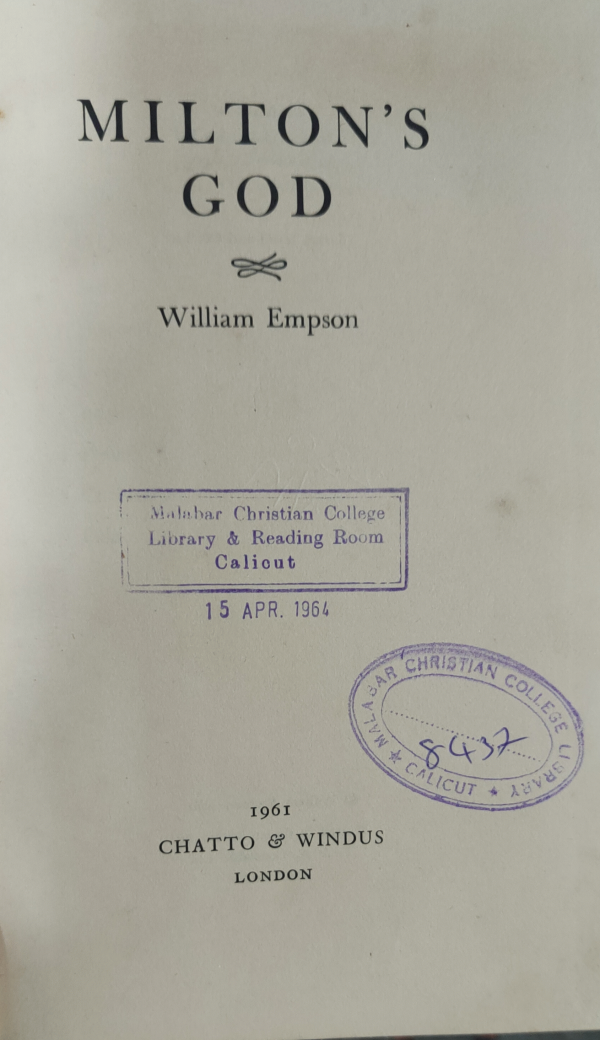 MILTON'S
GOD
William Empson
Malabar Christian College
Library & Reading Room
Calicut
15 APR. 1964
MALABAR CHRISTIAN COLLEGE LIBRARY
8437
★ CALICUT ★
1961
CHATTO & WINDUS
LONDON